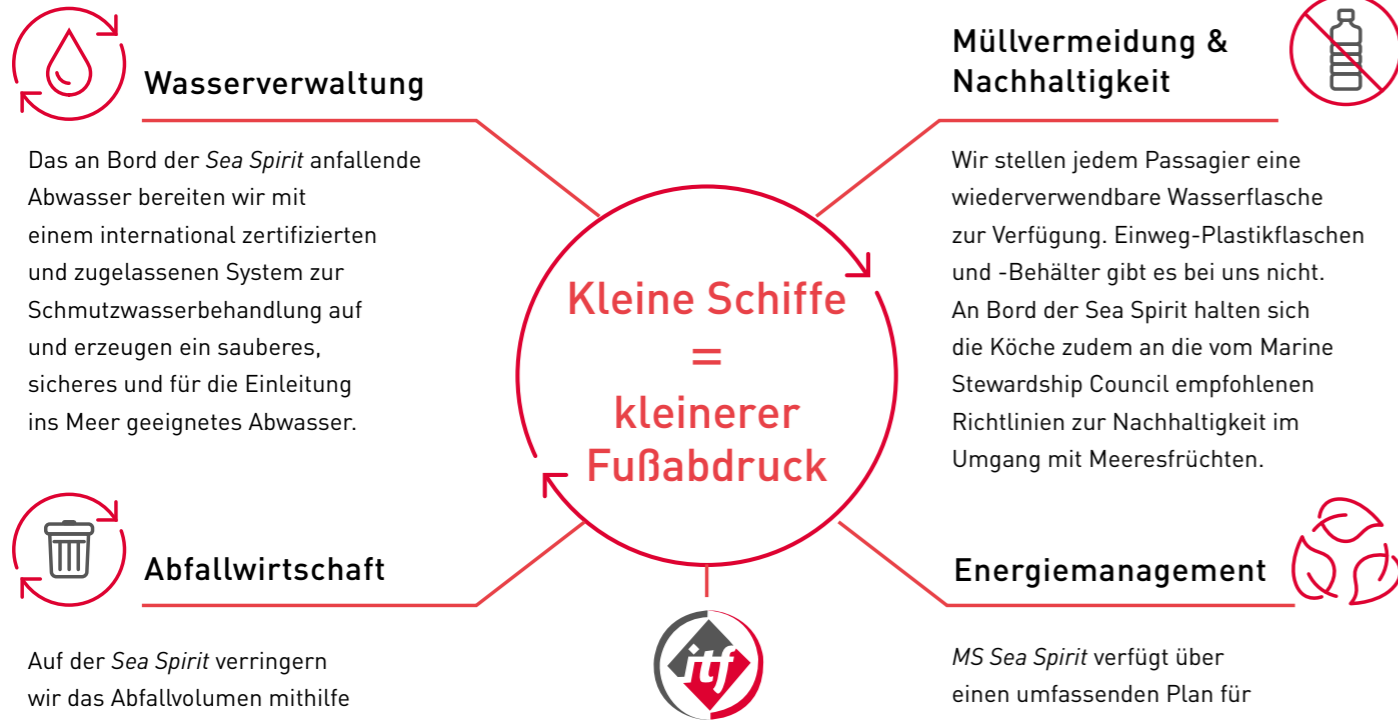 Wasserverwaltung
Das an Bord der Sea Spirit anfallende
Abwasser bereiten wir mit
einem international zertifizierten
und zugelassenen System zur
Schmutzwasserbehandlung auf
und erzeugen ein sauberes,
sicheres und für die Einleitung
ins Meer geeignetes Abwasser.
Müllvermeidung &
Nachhaltigkeit
Wir stellen jedem Passagier eine
wiederverwendbare Wasserflasche
zur Verfügung. Einweg-Plastikflaschen
und -Behälter gibt es bei uns nicht.
An Bord der Sea Spirit halten sich
die Köche zudem an die vom Marine
Stewardship Council empfohlenen
Richtlinien zur Nachhaltigkeit im
Umgang mit Meeresfrüchten.
Kleine Schiffe
=
kleinerer
Fußabdruck
Abfallwirtschaft
Auf der Sea Spirit verringern
wir das Abfallvolumen mithilfe
itf
Energiemanagement
MS Sea Spirit verfügt über
einen umfassenden Plan für